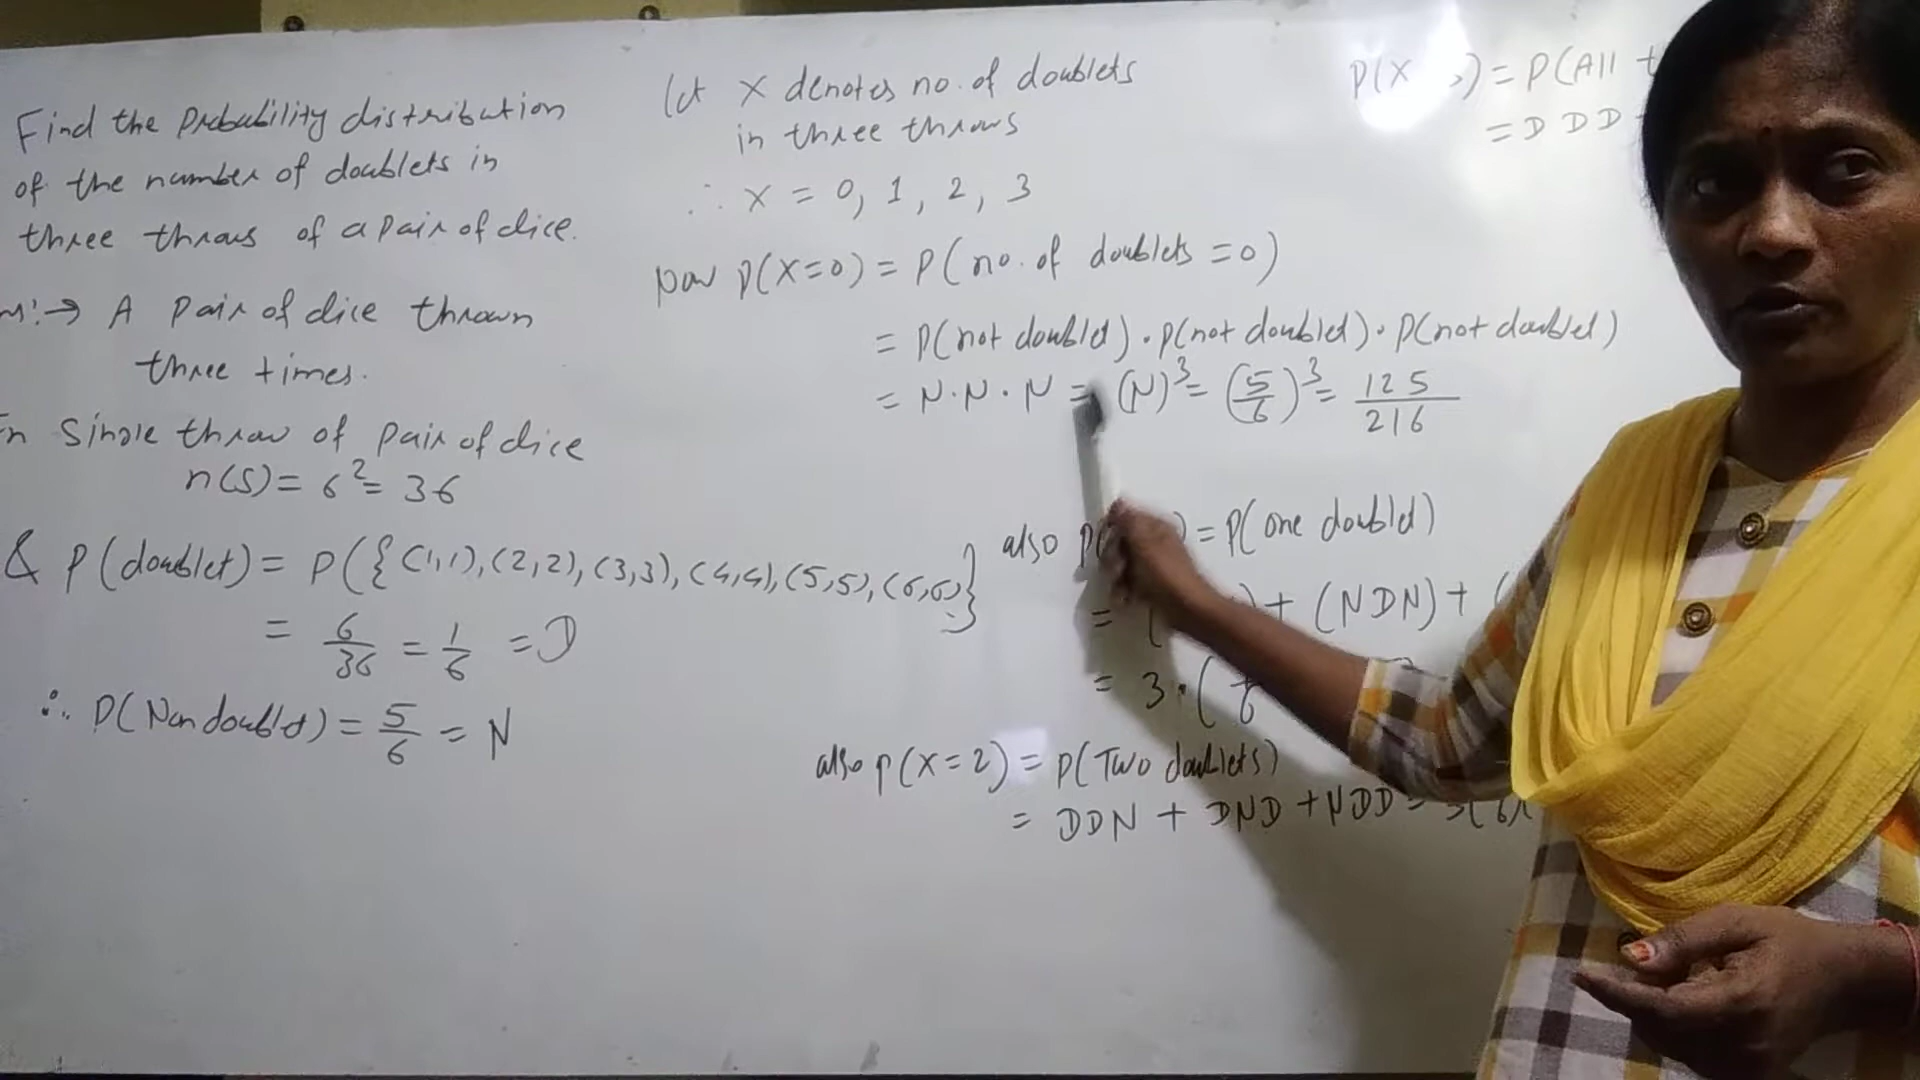 Find the Probability distribution
of the number of doublets in
three throws of a pair of dice.
A pair of dice thrown
three times.
Single throw of pair of dice
n(S) = 6² = 36
& P(doublet) = P({(1,1),(2,2),(3,3),(4,4),(5,5),(6,6)}
= 6/36 = 1/6 = D
∴ P(Non doublet) = 5/6 = N
let X denotes no. of doublets
in three throws
∴ X = 0, 1, 2, 3
Now P(X=0) = P(no. of doublets = 0)
= P(not doublet) · P(not doublet) · P(not doublet)
= N·N·N = (N)³ = (5/6)³ = 125/216
also P( ) = P(one doublet)
= ( ) + (NDN) + (
= 3·(
also P(X=2) = P(Two doublets)
= DDN + DND + NDD =
P(X ) = P(All
= D D D